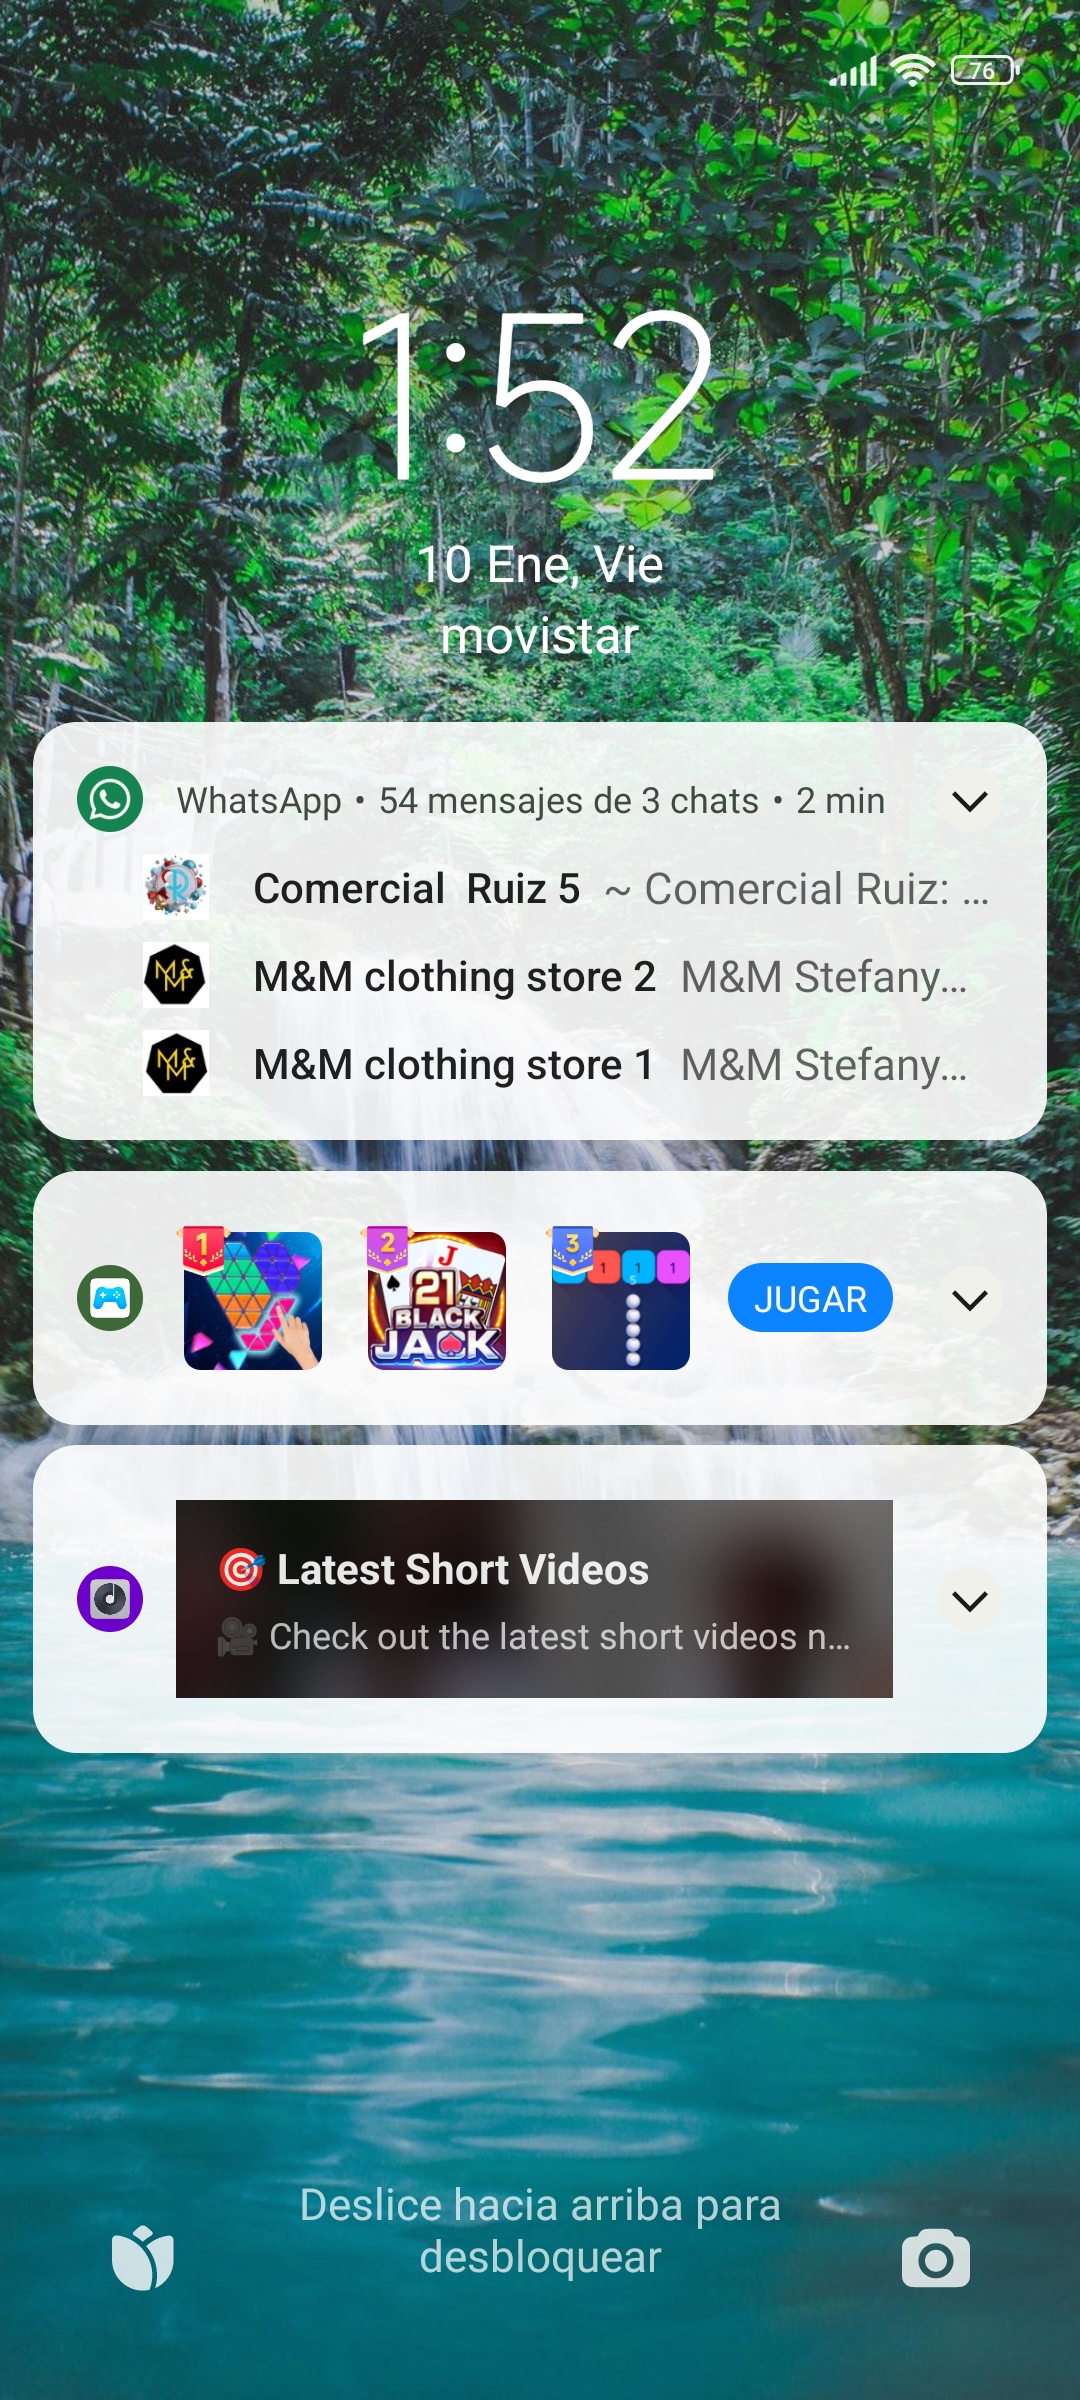 76
1:52
10 Ene, Vie
movistar
WhatsApp • 54 mensajes de 3 chats • 2 min
Comercial Ruiz 5 ~ Comercial Ruiz: ...
M&M clothing store 2 M&M Stefany...
M&M clothing store 1 M&M Stefany...
1 2 3
J
21
BLACK
JACK
1 1 1
5
JUGAR
🎯 Latest Short Videos
🎥 Check out the latest short videos n...
Deslice hacia arriba para
desbloquear